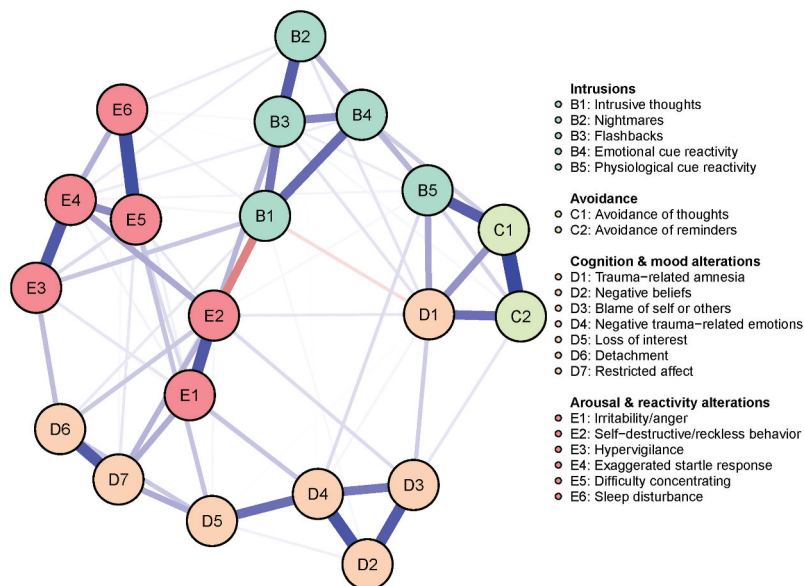 B2
E6
B3
B4
B5
E4
E5
B1
C1
E3
E2
D1
C2
E1
D6
D7
D4
D3
D5
D2
Intrusions
B1: Intrusive thoughts
B2: Nightmares
B3: Flashbacks
B4: Emotional cue reactivity
B5: Physiological cue reactivity
Avoidance
C1: Avoidance of thoughts
C2: Avoidance of reminders
Cognition & mood alterations
D1: Trauma−related amnesia
D2: Negative beliefs
D3: Blame of self or others
D4: Negative trauma−related emotions
D5: Loss of interest
D6: Detachment
D7: Restricted affect
Arousal & reactivity alterations
E1: Irritability/anger
E2: Self−destructive/reckless behavior
E3: Hypervigilance
E4: Exaggerated startle response
E5: Difficulty concentrating
E6: Sleep disturbance